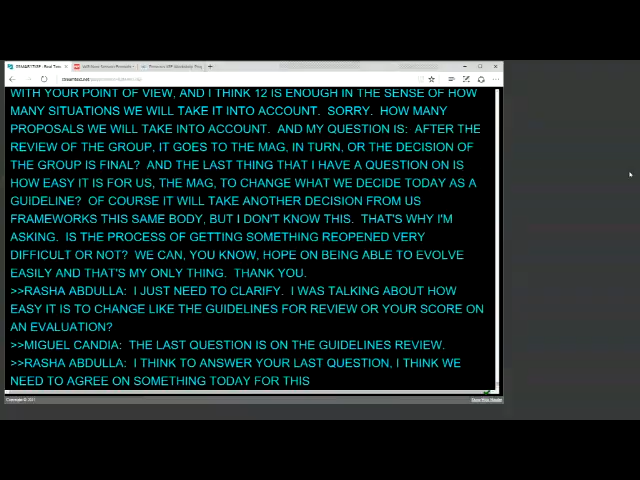 WITH YOUR POINT OF VIEW, AND I THINK 12 IS ENOUGH IN THE SENSE OF HOW
MANY SITUATIONS WE WILL TAKE IT INTO ACCOUNT.  SORRY.  HOW MANY
PROPOSALS WE WILL TAKE INTO ACCOUNT.  AND MY QUESTION IS:  AFTER THE
REVIEW OF THE GROUP, IT GOES TO THE MAG, IN TURN, OR THE DECISION OF
THE GROUP IS FINAL?  AND THE LAST THING THAT I HAVE A QUESTION ON IS
HOW EASY IT IS FOR US, THE MAG, TO CHANGE WHAT WE DECIDE TODAY AS A
GUIDELINE?  OF COURSE IT WILL TAKE ANOTHER DECISION FROM US
FRAMEWORKS THIS SAME BODY, BUT I DON'T KNOW THIS.  THAT'S WHY I'M
ASKING.  IS THE PROCESS OF GETTING SOMETHING REOPENED VERY
DIFFICULT OR NOT?  WE CAN, YOU KNOW, HOPE ON BEING ABLE TO EVOLVE
EASILY AND THAT'S MY ONLY THING.  THANK YOU.
>>RASHA ABDULLA:  I JUST NEED TO CLARIFY.  I WAS TALKING ABOUT HOW
EASY IT IS TO CHANGE LIKE THE GUIDELINES FOR REVIEW OR YOUR SCORE ON
AN EVALUATION?
>>MIGUEL CANDIA:  THE LAST QUESTION IS ON THE GUIDELINES REVIEW.
>>RASHA ABDULLA:  I THINK TO ANSWER YOUR LAST QUESTION, I THINK WE
NEED TO AGREE ON SOMETHING TODAY FOR THIS